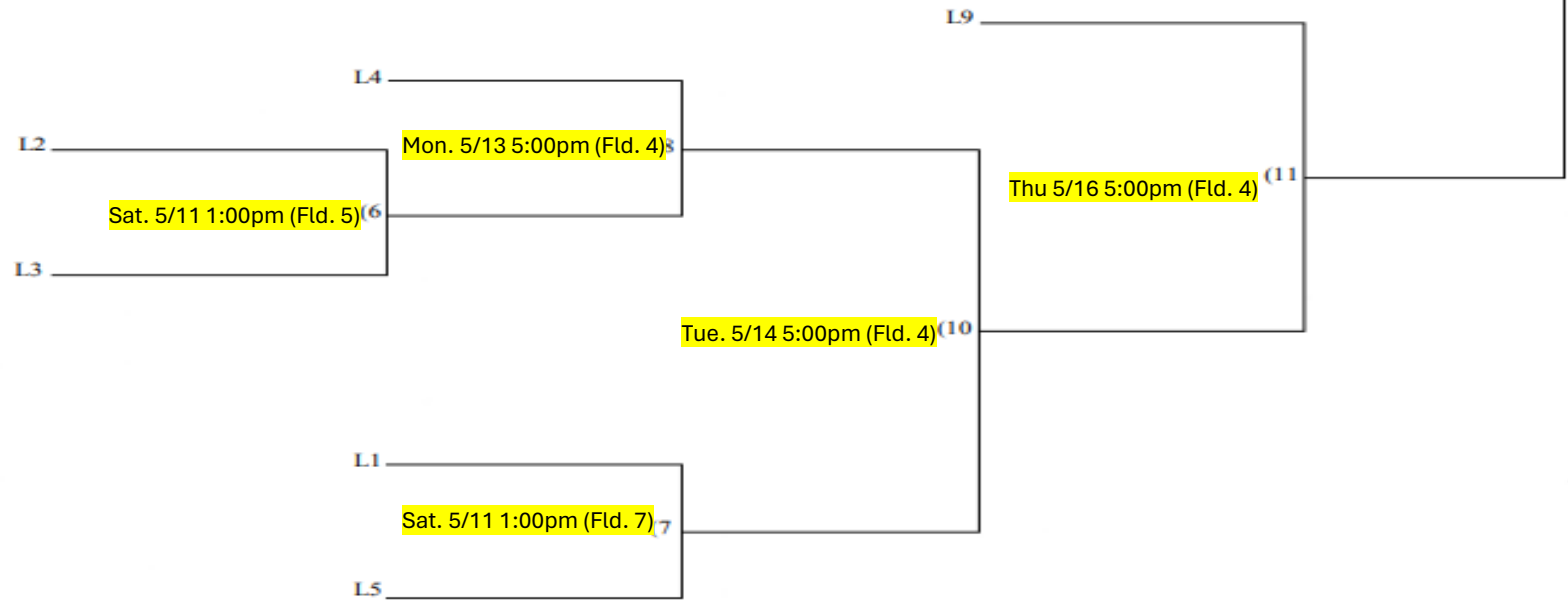 L9
L4
L2
Mon. 5/13 5:00pm (Fld. 4)8
Thu 5/16 5:00pm (Fld. 4) (11
Sat. 5/11 1:00pm (Fld. 5)(6
L3
Tue. 5/14 5:00pm (Fld. 4)(10
L1
Sat. 5/11 1:00pm (Fld. 7)(7
L5